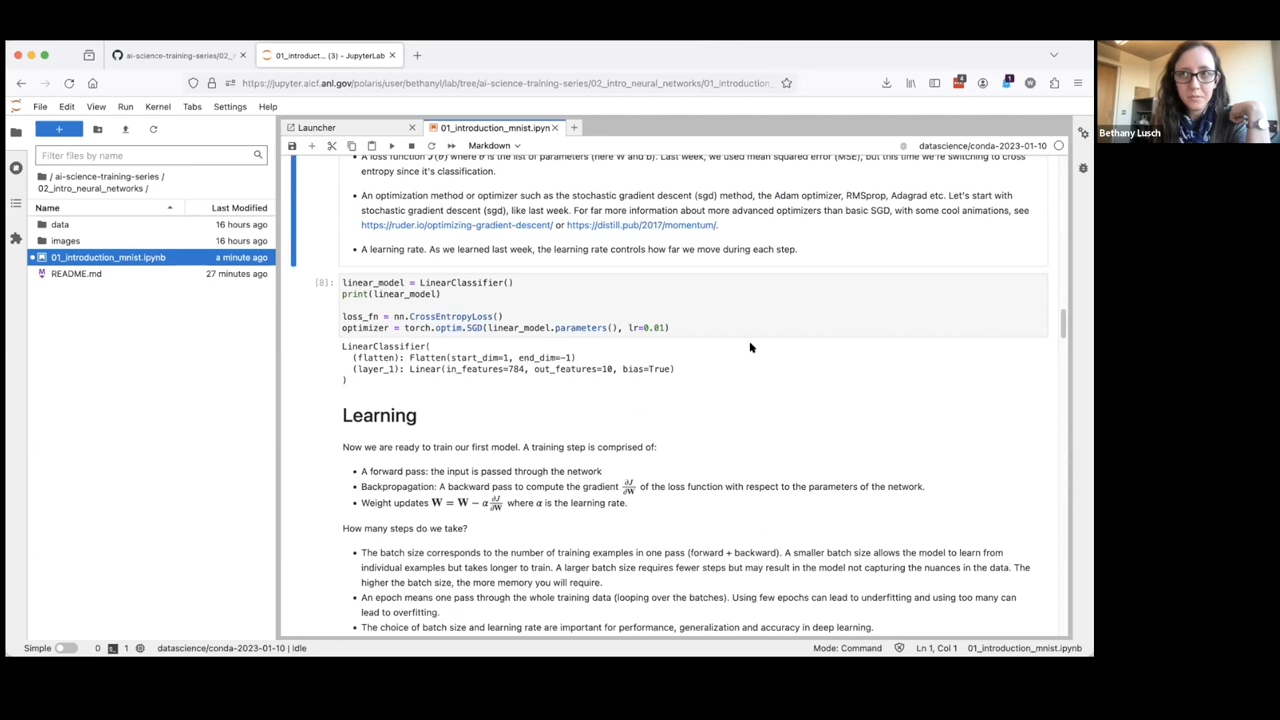 ai-science-training-series/02_
01_introduct... (3) - JupyterLab
https://jupyter.alcf.anl.gov/polaris/user/bethanyl/lab/tree/ai-science-training-series/02_intro_neural_networks/01_introduction_
4
1
File Edit View Run Kernel Tabs Settings Help
Launcher
01_introduction_mnist.ipyn
Filter files by name
Markdown
datascience/conda-2023-01-10
/ ai-science-training-series /
02_intro_neural_networks /
Name Last Modified
data 16 hours ago
images 16 hours ago
01_introduction_mnist.ipynb a minute ago
README.md 27 minutes ago
A loss function J(θ) where θ is the list of parameters (here W and b). Last week, we used mean squared error (MSE), but this time we're switching to cross
entropy since it's classification.
An optimization method or optimizer such as the stochastic gradient descent (sgd) method, the Adam optimizer, RMSprop, Adagrad etc. Let's start with
stochastic gradient descent (sgd), like last week. For far more information about more advanced optimizers than basic SGD, with some cool animations, see
https://ruder.io/optimizing-gradient-descent/ or https://distill.pub/2017/momentum/.
A learning rate. As we learned last week, the learning rate controls how far we move during each step.
[8]: linear_model = LinearClassifier()
print(linear_model)
loss_fn = nn.CrossEntropyLoss()
optimizer = torch.optim.SGD(linear_model.parameters(), lr=0.01)
LinearClassifier(
(flatten): Flatten(start_dim=1, end_dim=-1)
(layer_1): Linear(in_features=784, out_features=10, bias=True)
)
Learning
Now we are ready to train our first model. A training step is comprised of:
A forward pass: the input is passed through the network
Backpropagation: A backward pass to compute the gradient ∂J/∂W of the loss function with respect to the parameters of the network.
Weight updates W = W − α ∂J/∂W where α is the learning rate.
How many steps do we take?
The batch size corresponds to the number of training examples in one pass (forward + backward). A smaller batch size allows the model to learn from
individual examples but takes longer to train. A larger batch size requires fewer steps but may result in the model not capturing the nuances in the data. The
higher the batch size, the more memory you will require.
An epoch means one pass through the whole training data (looping over the batches). Using few epochs can lead to underfitting and using too many can
lead to overfitting.
The choice of batch size and learning rate are important for performance, generalization and accuracy in deep learning.
Simple 0 1 datascience/conda-2023-01-10 | Idle Mode: Command Ln 1, Col 1 01_introduction_mnist.ipynb
Bethany Lusch